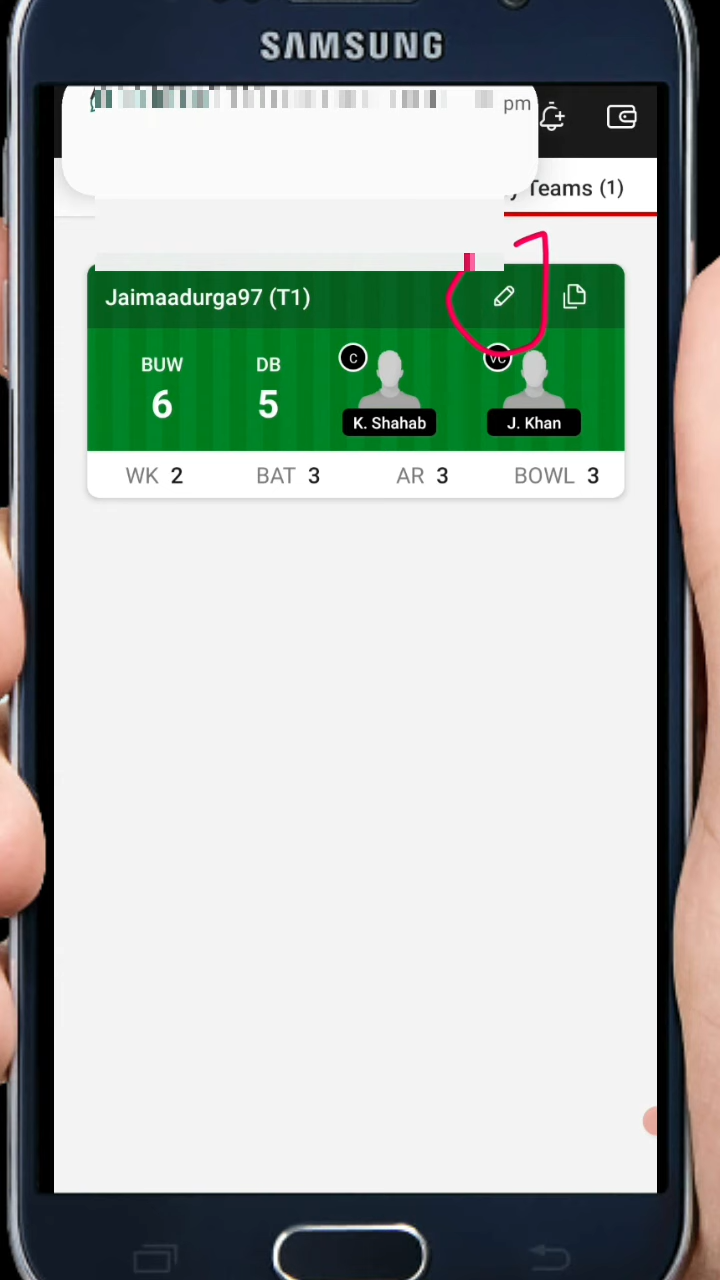 SAMSUNG
pm
Teams (1)
Jaimaadurga97 (T1)
BUW DB C VC
6 5
K. Shahab J. Khan
WK 2 BAT 3 AR 3 BOWL 3